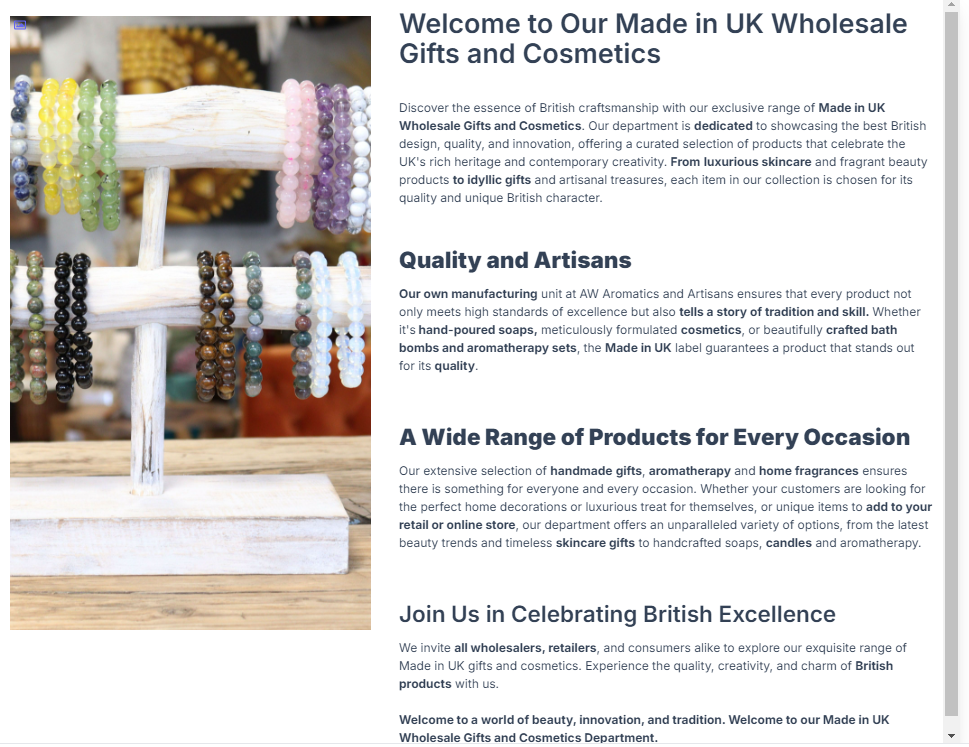 Welcome to Our Made in UK Wholesale
Gifts and Cosmetics
Discover the essence of British craftsmanship with our exclusive range of Made in UK
Wholesale Gifts and Cosmetics. Our department is dedicated to showcasing the best British
design, quality, and innovation, offering a curated selection of products that celebrate the
UK's rich heritage and contemporary creativity. From luxurious skincare and fragrant beauty
products to idyllic gifts and artisanal treasures, each item in our collection is chosen for its
quality and unique British character.
Quality and Artisans
Our own manufacturing unit at AW Aromatics and Artisans ensures that every product not
only meets high standards of excellence but also tells a story of tradition and skill. Whether
it's hand-poured soaps, meticulously formulated cosmetics, or beautifully crafted bath
bombs and aromatherapy sets, the Made in UK label guarantees a product that stands out
for its quality.
A Wide Range of Products for Every Occasion
Our extensive selection of handmade gifts, aromatherapy and home fragrances ensures
there is something for everyone and every occasion. Whether your customers are looking for
the perfect home decorations or luxurious treat for themselves, or unique items to add to your
retail or online store, our department offers an unparalleled variety of options, from the latest
beauty trends and timeless skincare gifts to handcrafted soaps, candles and aromatherapy.
Join Us in Celebrating British Excellence
We invite all wholesalers, retailers, and consumers alike to explore our exquisite range of
Made in UK gifts and cosmetics. Experience the quality, creativity, and charm of British
products with us.
Welcome to a world of beauty, innovation, and tradition. Welcome to our Made in UK
Wholesale Gifts and Cosmetics Department.